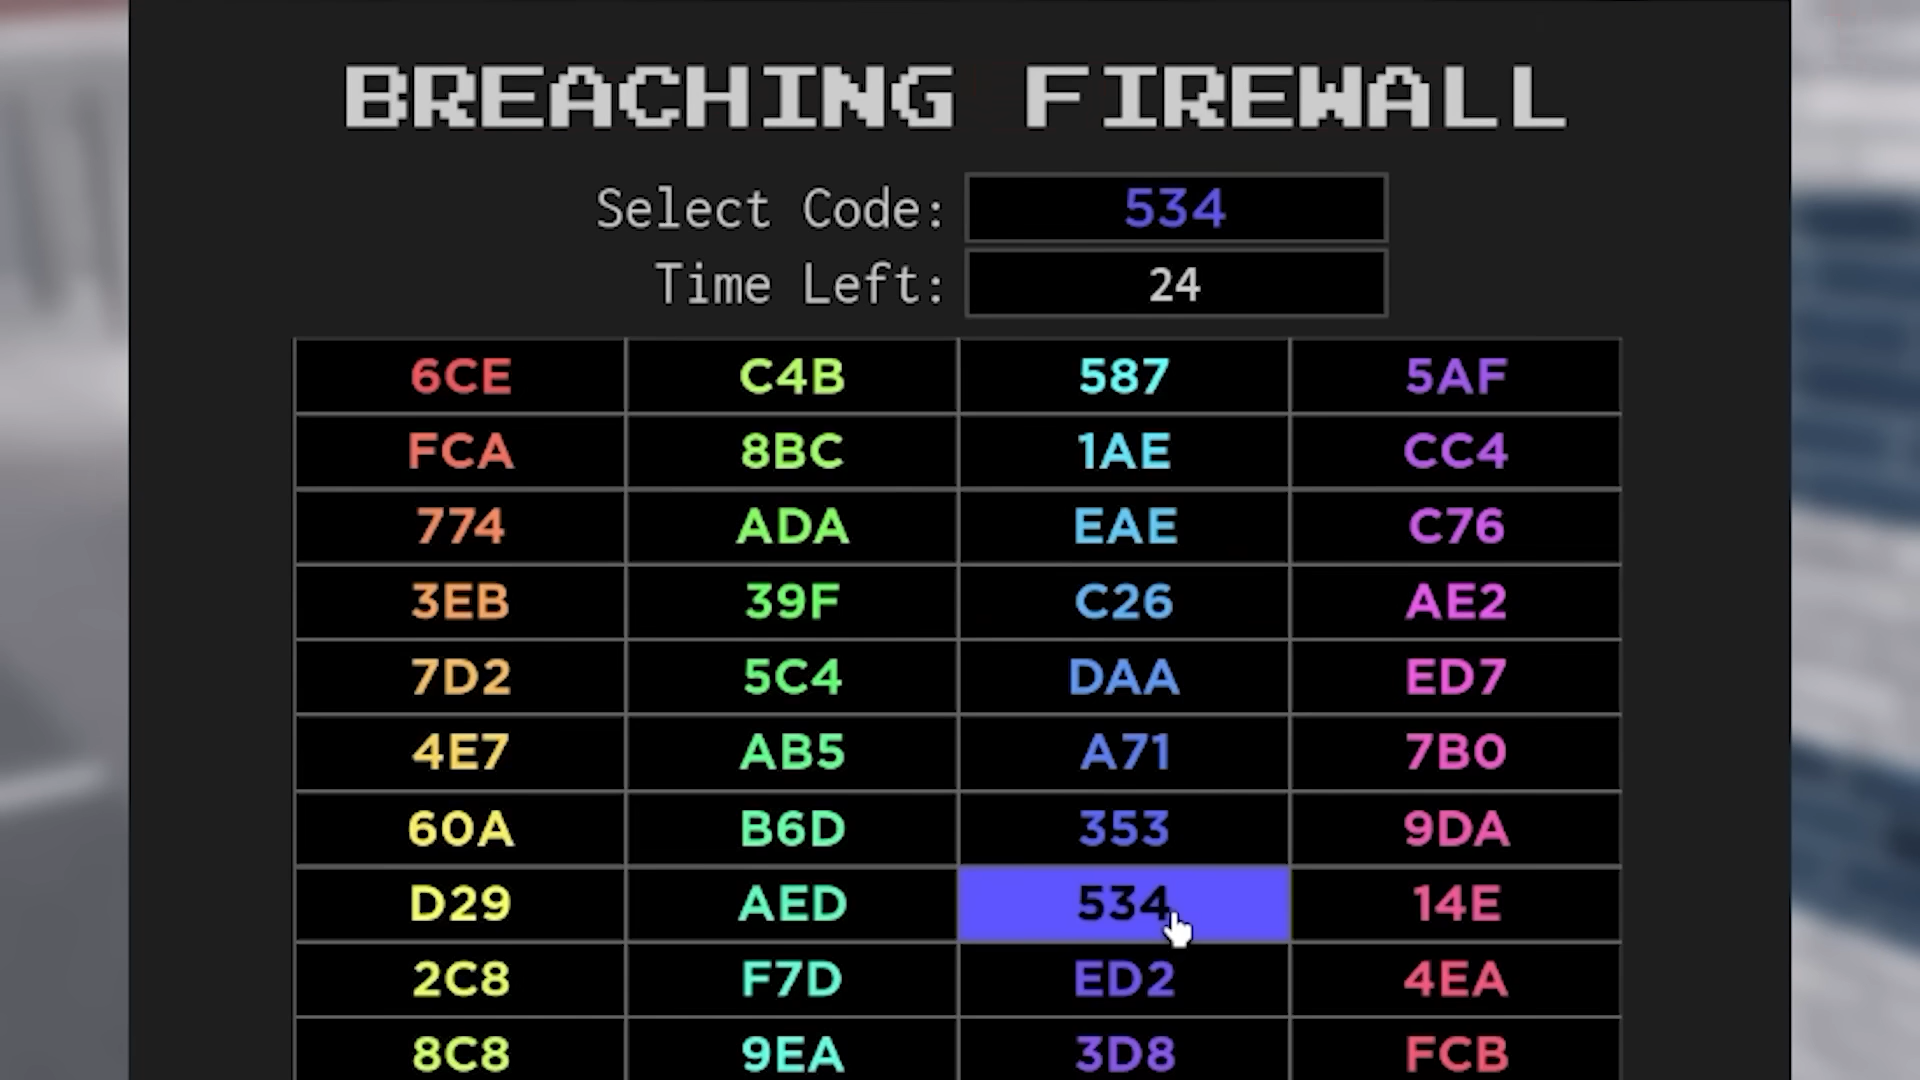 BREACHING FIREWALL
Select Code: 534
Time Left: 24
6CE C4B 587 5AF
FCA 8BC 1AE CC4
774 ADA EAE C76
3EB 39F C26 AE2
7D2 5C4 DAA ED7
4E7 AB5 A71 7B0
60A B6D 353 9DA
D29 AED 534 14E
2C8 F7D ED2 4EA
8C8 9EA 3D8 FCB